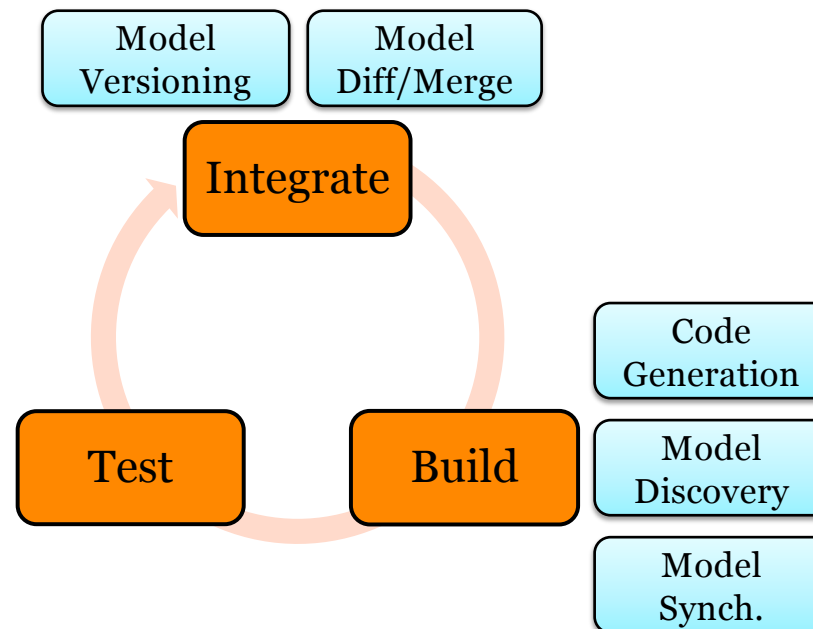 Model
Versioning
Model
Diff/Merge
Integrate
Code
Generation
Test
Build
Model
Discovery
Model
Synch.